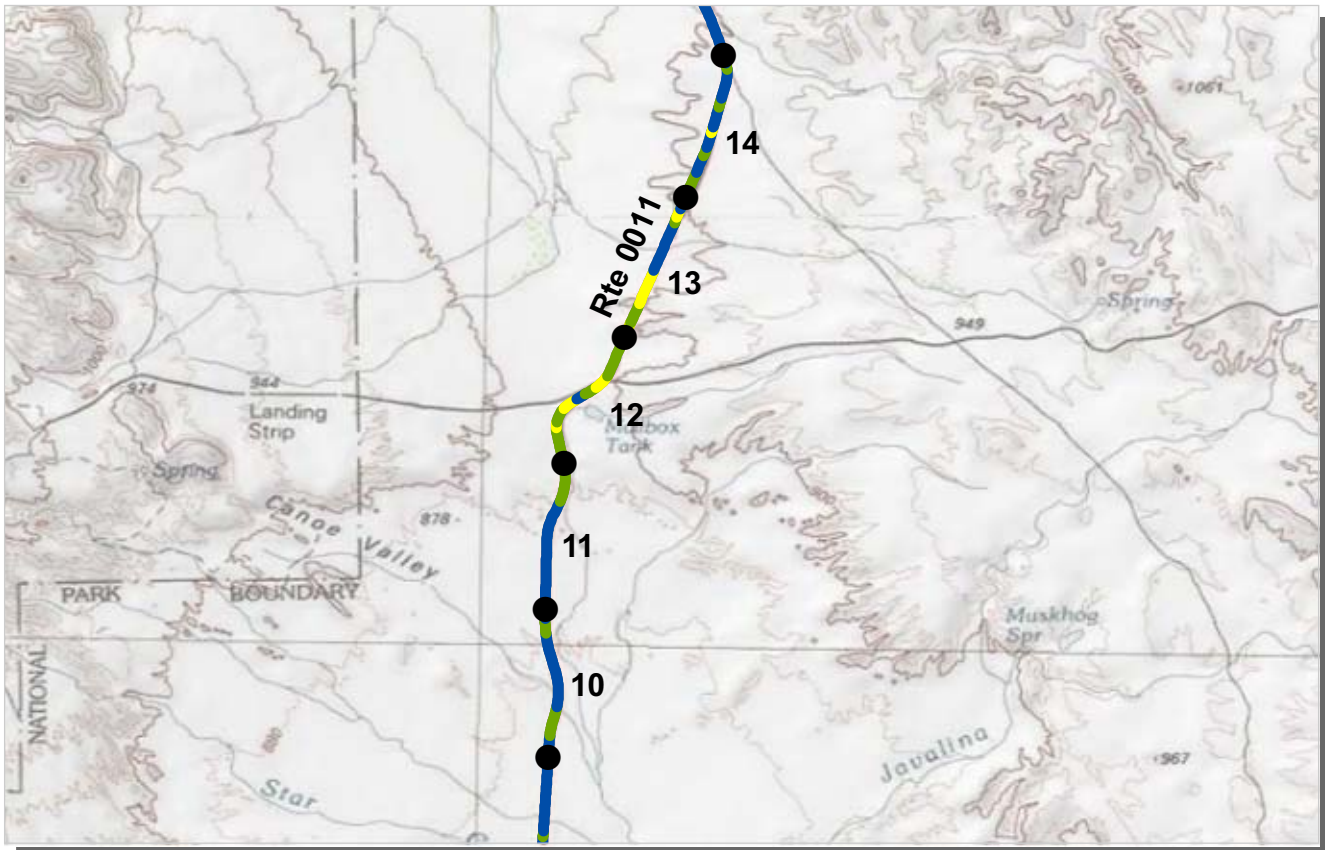 1061
14
Rte 0011
13
Spring
949
1000
974
944
Landing
Strip
12
Mailbox
Tank
Spring
Canoe Valley
878
11
PARK BOUNDARY
Muskhog
Spr
NATIONAL
10
Javalina
967
Star